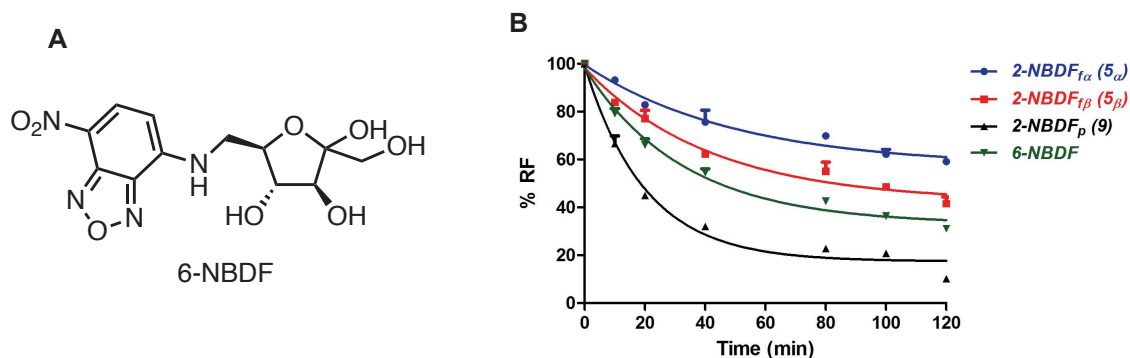 A
O₂N
N
H
O
OH
OH
HO
OH
N
N
O
6-NBDF
B
100
80
60
40
20
0
% RF
0
20
40
60
80
100
120
Time (min)
2-NBDFfα (5α)
2-NBDFfβ (5β)
2-NBDFp (9)
6-NBDF